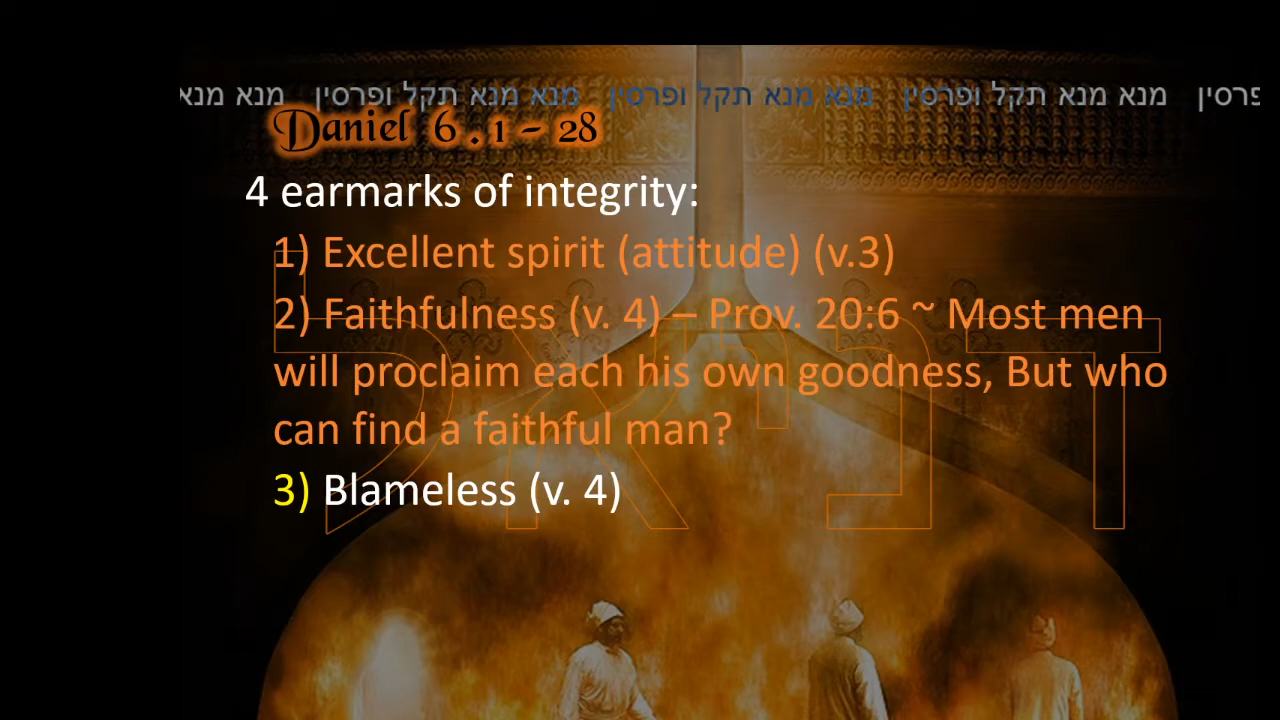 מנא מנא תקל ופרסין מנא מנא תקל ופרסין מנא מנא תקל ופרסין מנא מנא
Daniel 6 . 1 - 28
4 earmarks of integrity:
1) Excellent spirit (attitude) (v.3)
2) Faithfulness (v. 4) – Prov. 20:6 ~ Most men
will proclaim each his own goodness, But who
can find a faithful man?
3) Blameless (v. 4)
דניאל